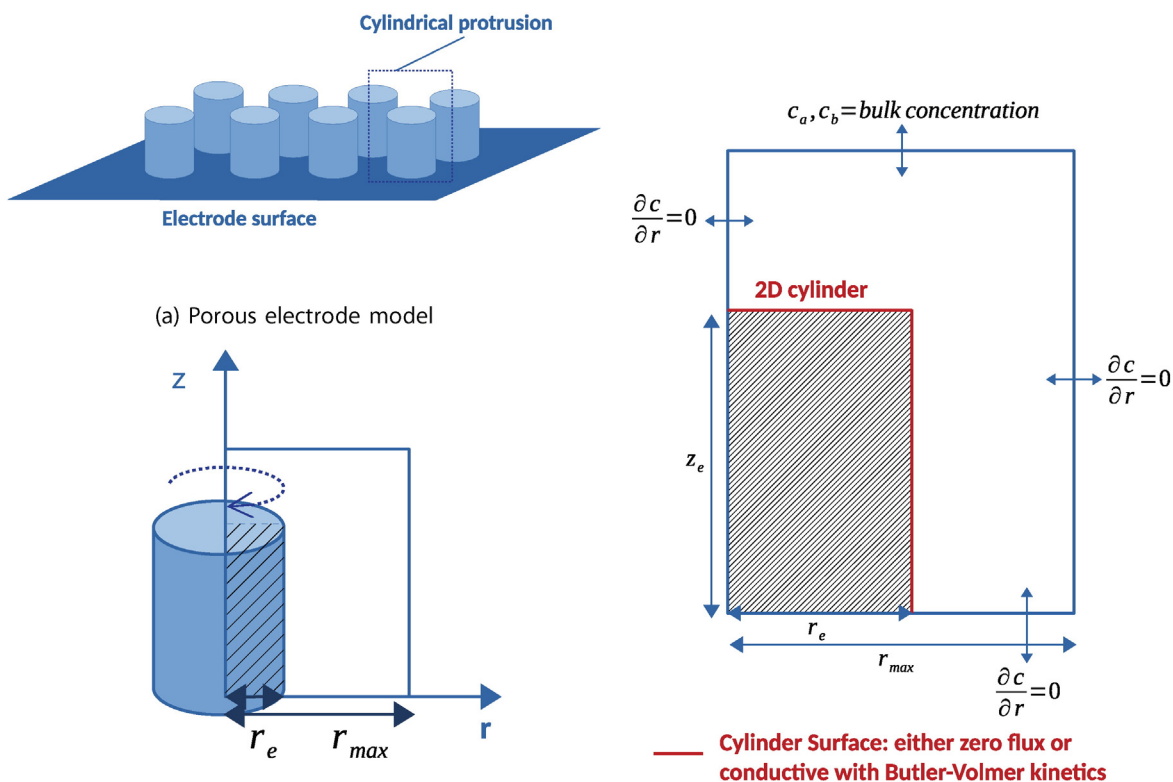 Cylindrical protrusion
Electrode surface
(a) Porous electrode model
z
r_e
r_max
r
c_a, c_b=bulk concentration
∂c/∂r=0
2D cylinder
∂c/∂r=0
z_e
r_e
r_max
∂c/∂r=0
Cylinder Surface: either zero flux or
conductive with Butler-Volmer kinetics